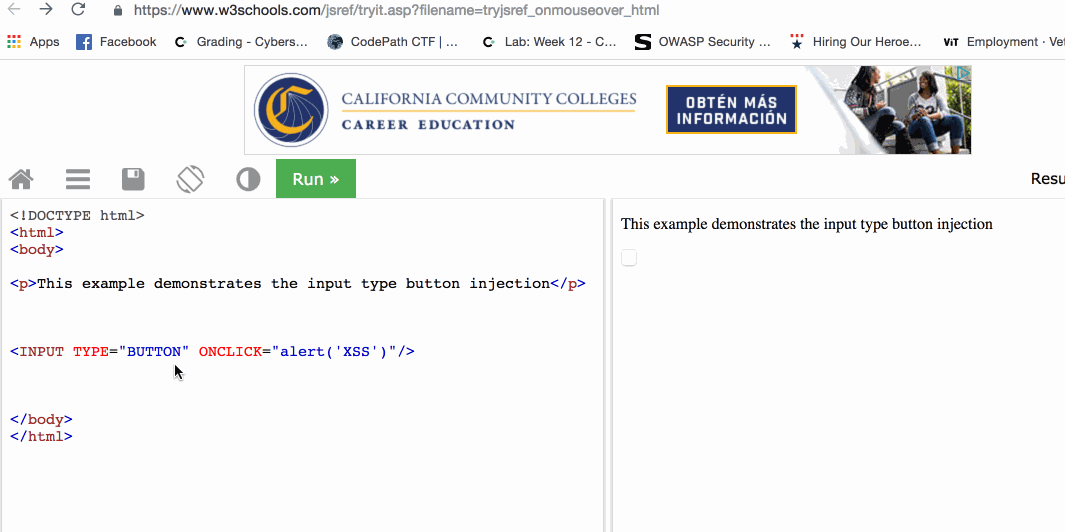 https://www.w3schools.com/jsref/tryit.asp?filename=tryjsref_onmouseover_html
Apps Facebook Grading - Cybers... CodePath CTF | ... Lab: Week 12 - C... OWASP Security ... Hiring Our Heroe... ViT Employment · Vet
CALIFORNIA COMMUNITY COLLEGES
CAREER EDUCATION
OBTÉN MÁS
INFORMACIÓN
Run »
Resu
<!DOCTYPE html>
<html>
<body>
<p>This example demonstrates the input type button injection</p>
<INPUT TYPE="BUTTON" ONCLICK="alert('XSS')"/>
</body>
</html>
This example demonstrates the input type button injection